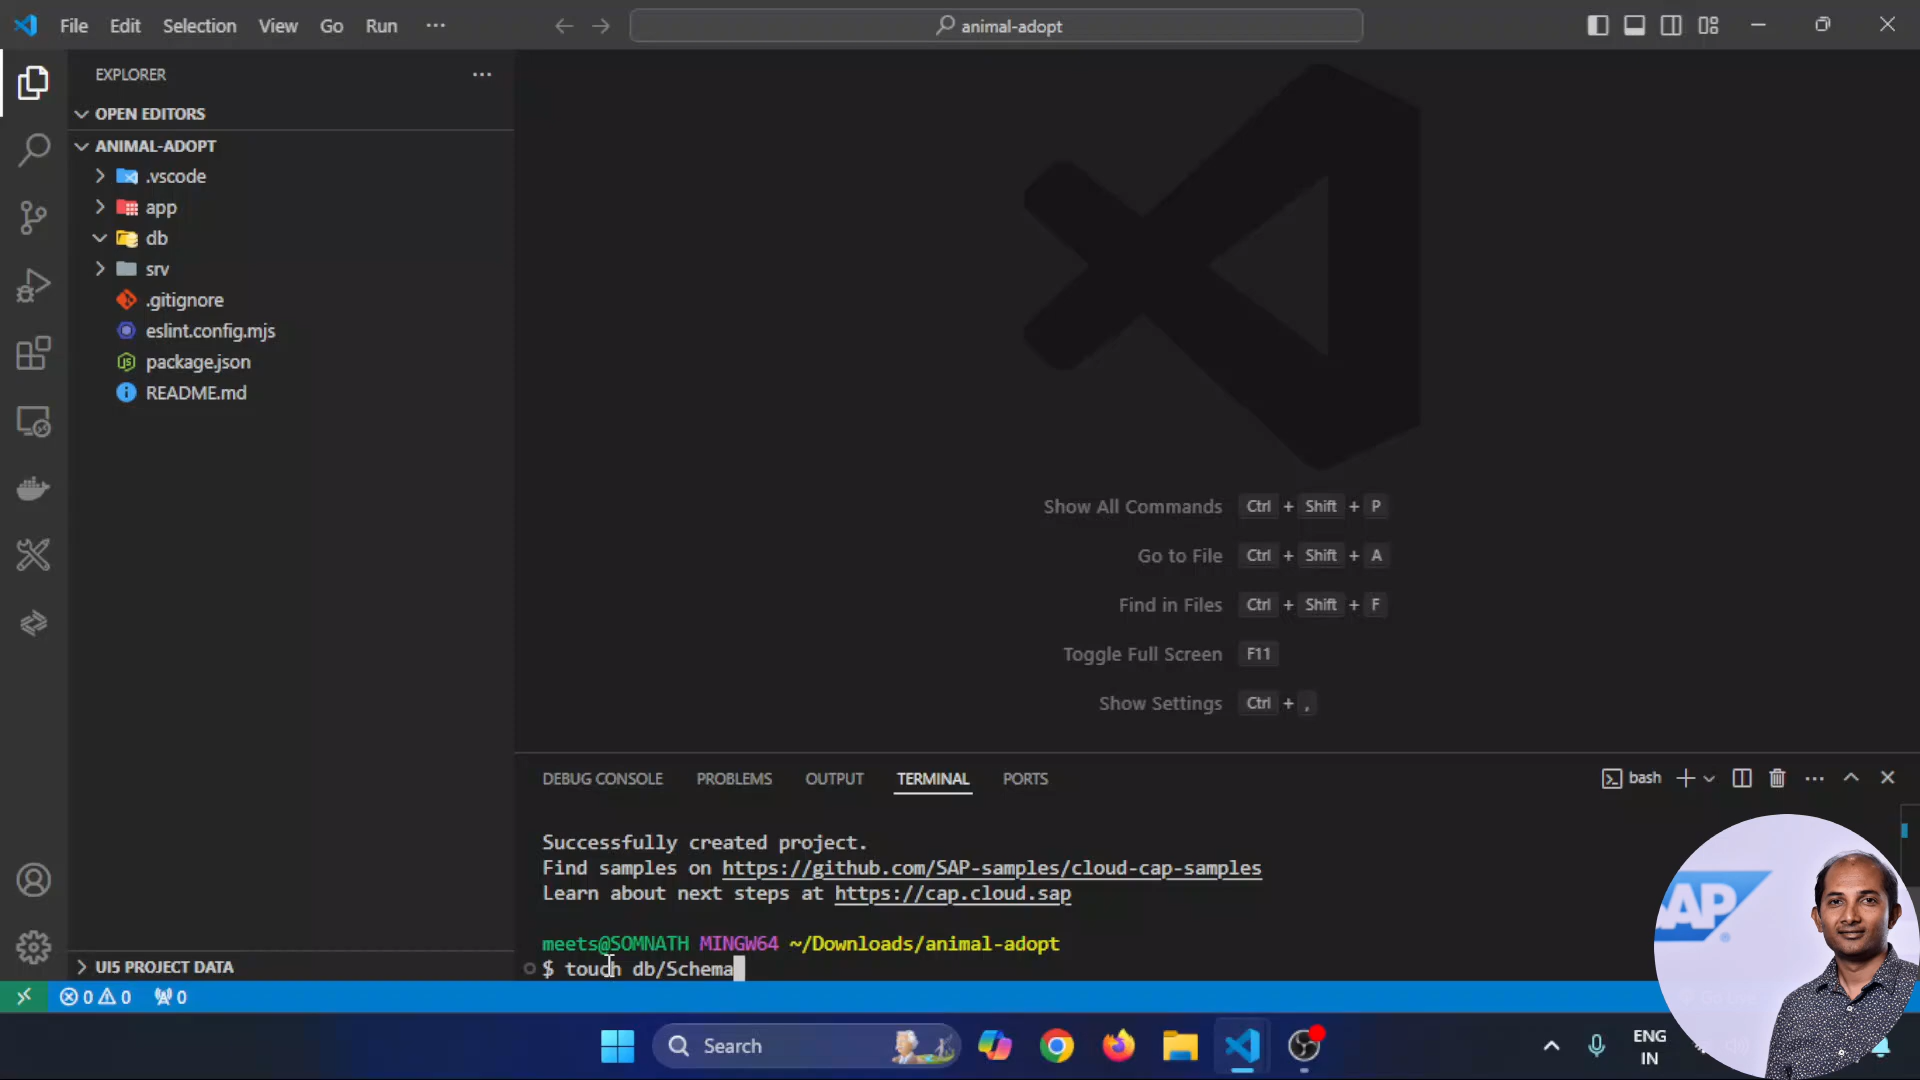 File Edit Selection View Go Run ···
animal-adopt
EXPLORER
OPEN EDITORS
ANIMAL-ADOPT
.vscode
app
db
srv
.gitignore
eslint.config.mjs
package.json
README.md
UI5 PROJECT DATA
Show All Commands Ctrl + Shift + P
Go to File Ctrl + Shift + A
Find in Files Ctrl + Shift + F
Toggle Full Screen F11
Show Settings Ctrl + ,
DEBUG CONSOLE PROBLEMS OUTPUT TERMINAL PORTS
bash
Successfully created project.
Find samples on https://github.com/SAP-samples/cloud-cap-samples
Learn about next steps at https://cap.cloud.sap
meets@SOMNATH MINGW64 ~/Downloads/animal-adopt
$ touch db/Schema
0 0 0
Search
ENG
IN